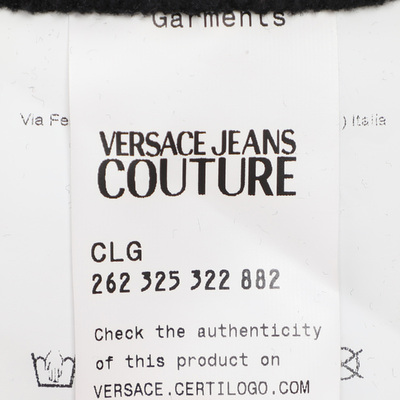 Garments
Via Fe ) Italia
VERSACE JEANS
COUTURE
CLG
262 325 322 882
Check the authenticity
of this product on
VERSACE.CERTILOGO.COM